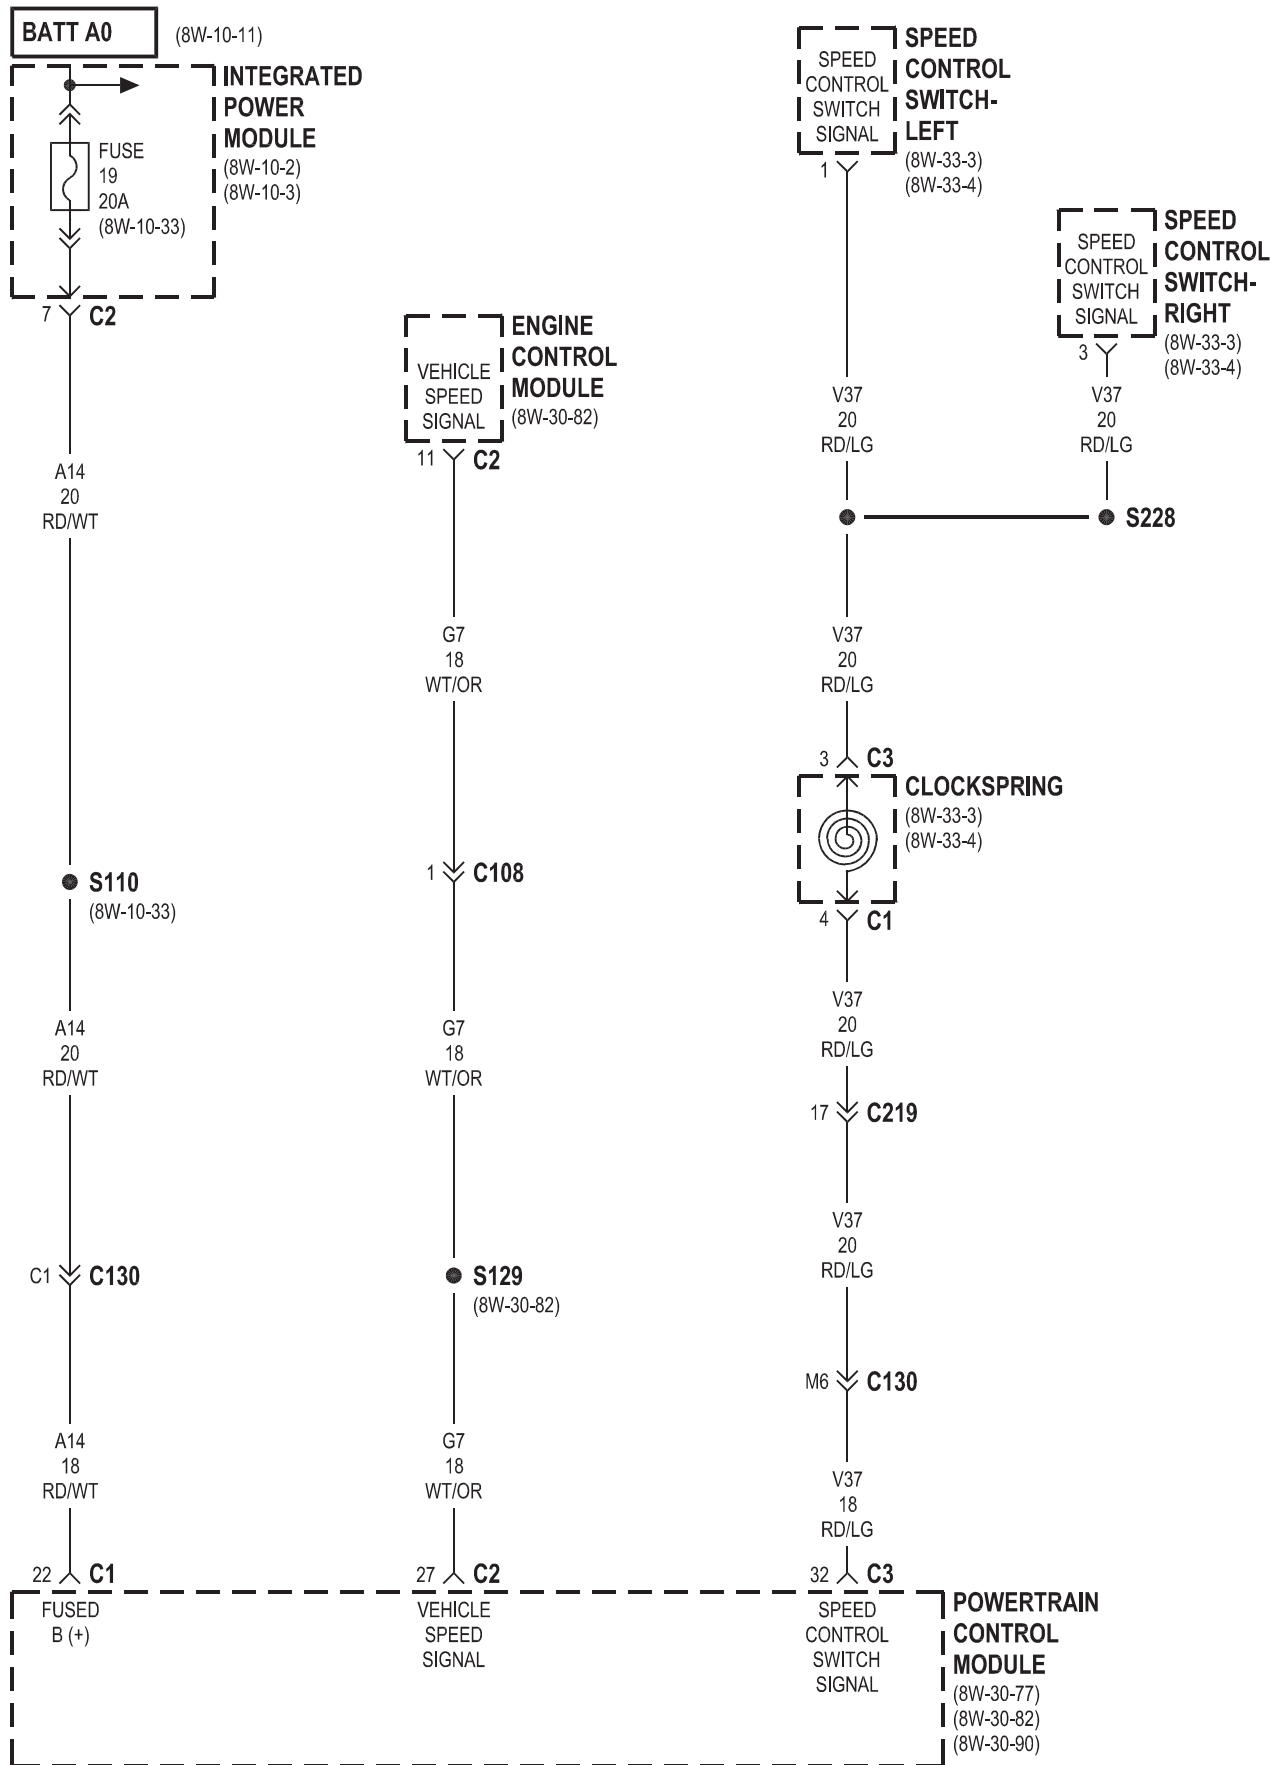 BATT A0
(8W-10-11)
INTEGRATED
POWER
MODULE
(8W-10-2)
(8W-10-3)
FUSE
19
20A
(8W-10-33)
7
C2
A14
20
RD/WT
S110
(8W-10-33)
A14
20
RD/WT
C1
C130
A14
18
RD/WT
22
C1
FUSED
B (+)
ENGINE
CONTROL
MODULE
(8W-30-82)
VEHICLE
SPEED
SIGNAL
11
C2
G7
18
WT/OR
1
C108
G7
18
WT/OR
S129
(8W-30-82)
G7
18
WT/OR
27
C2
VEHICLE
SPEED
SIGNAL
SPEED
CONTROL
SWITCH
SIGNAL
SPEED
CONTROL
SWITCH-
LEFT
(8W-33-3)
(8W-33-4)
1
V37
20
RD/LG
SPEED
CONTROL
SWITCH
SIGNAL
SPEED
CONTROL
SWITCH-
RIGHT
(8W-33-3)
(8W-33-4)
3
V37
20
RD/LG
S228
V37
20
RD/LG
3
C3
CLOCKSPRING
(8W-33-3)
(8W-33-4)
4
C1
V37
20
RD/LG
17
C219
V37
20
RD/LG
M6
C130
V37
18
RD/LG
32
C3
SPEED
CONTROL
SWITCH
SIGNAL
POWERTRAIN
CONTROL
MODULE
(8W-30-77)
(8W-30-82)
(8W-30-90)